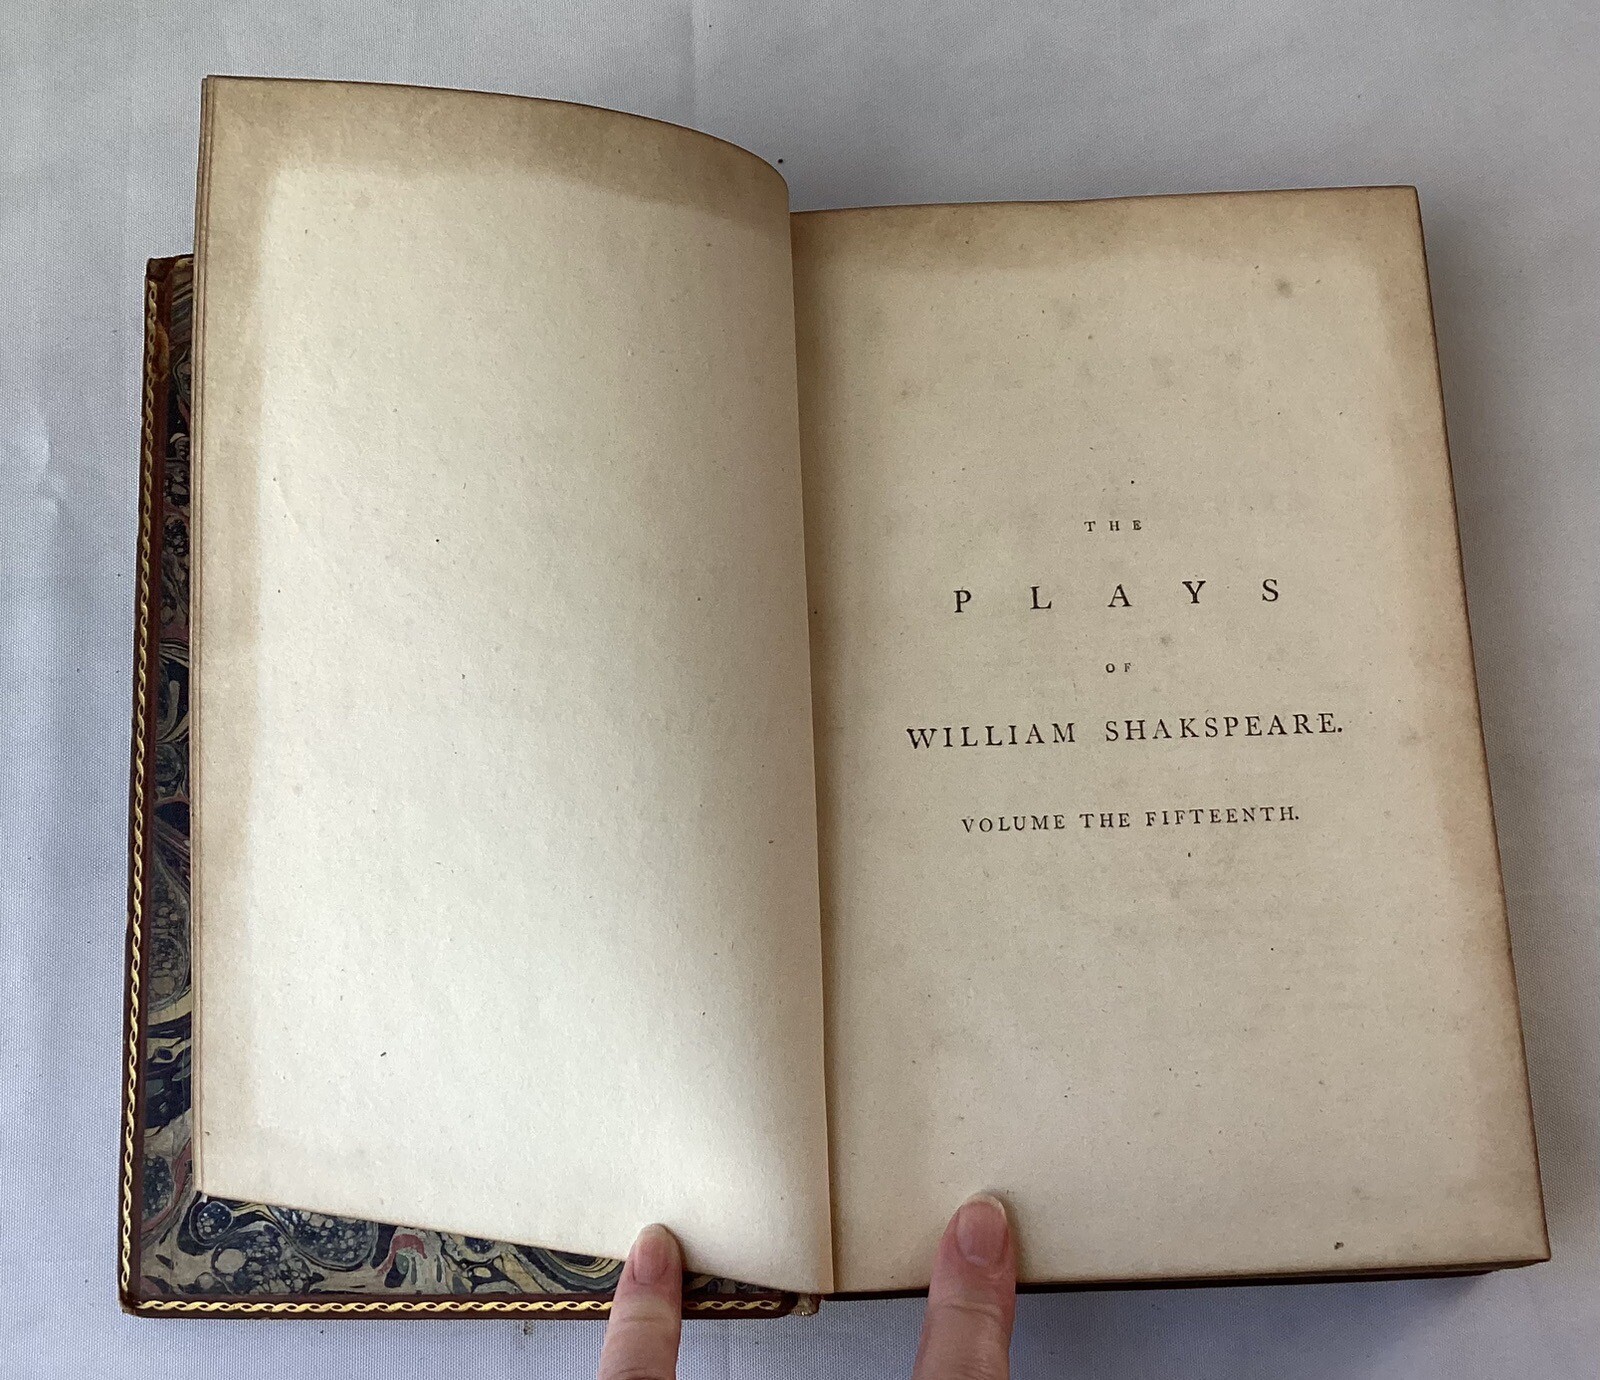 THE
PLAYS
OF
WILLIAM SHAKSPEARE.
VOLUME THE FIFTEENTH.